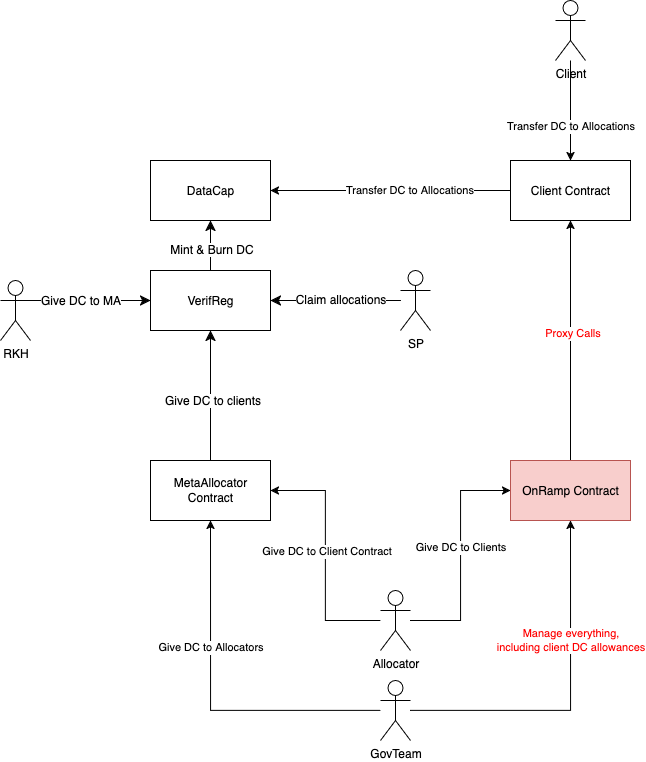 Client
Transfer DC to Allocations
DataCap
Transfer DC to Allocations
Client Contract
Mint & Burn DC
Give DC to MA
VerifReg
Claim allocations
RKH
SP
Proxy Calls
Give DC to clients
MetaAllocator
Contract
OnRamp Contract
Give DC to Client Contract
Give DC to Clients
Manage everything,
including client DC allowances
Give DC to Allocators
Allocator
GovTeam